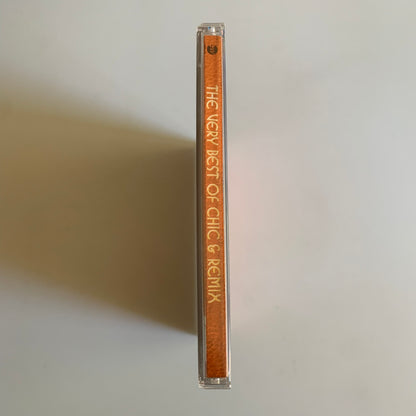 THE VERY BEST OF CHIC & REMIX